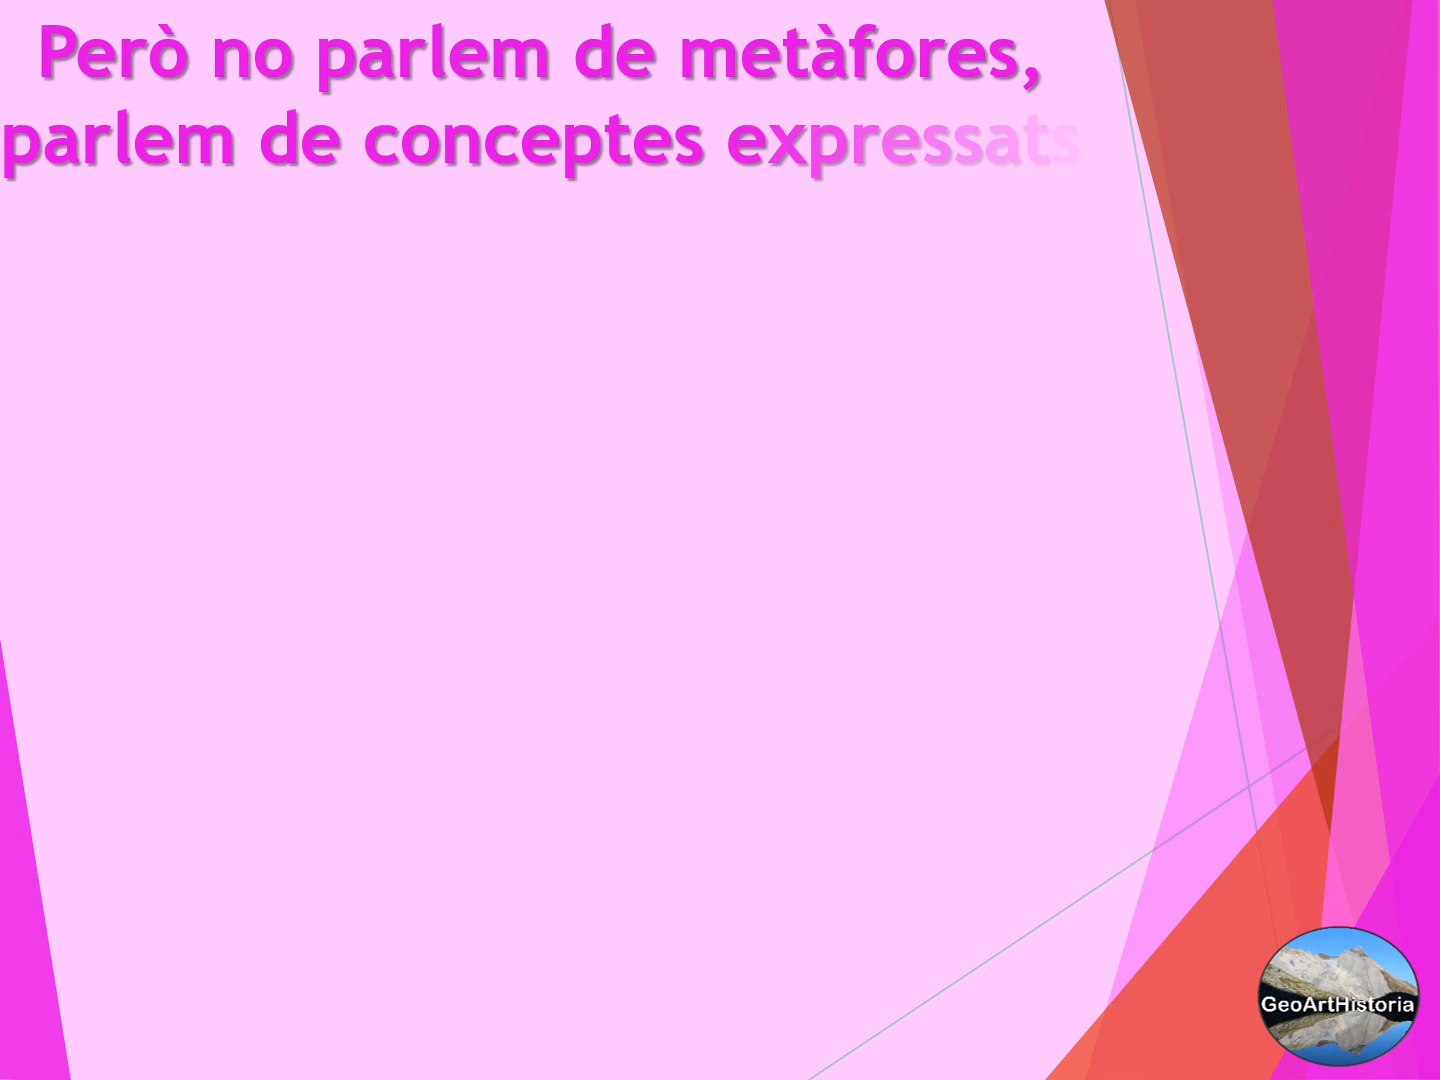 Però no parlem de metàfores,
parlem de conceptes expressats
GeoArtHistoria